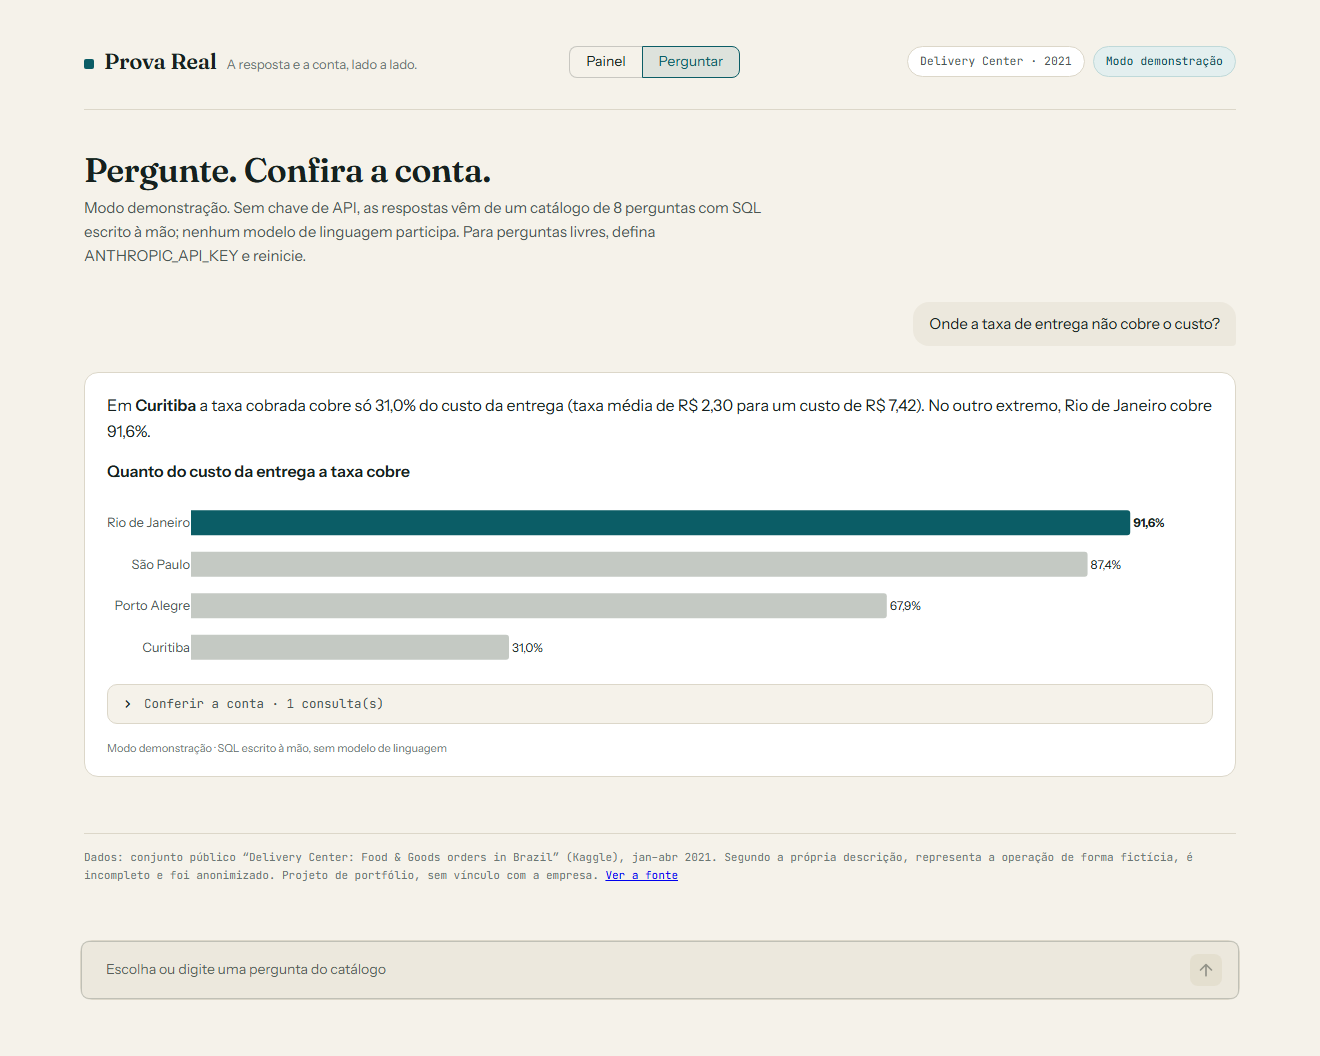 Prova Real
A resposta e a conta, lado a lado.
Painel
Perguntar
Delivery Center · 2021
Modo demonstração
Pergunte. Confira a conta.
Modo demonstração. Sem chave de API, as respostas vêm de um catálogo de 8 perguntas com SQL
escrito à mão; nenhum modelo de linguagem participa. Para perguntas livres, defina
ANTHROPIC_API_KEY e reinicie.
Onde a taxa de entrega não cobre o custo?
Em Curitiba a taxa cobrada cobre só 31,0% do custo da entrega (taxa média de R$ 2,30 para um custo de R$ 7,42). No outro extremo, Rio de Janeiro cobre
91,6%.
Quanto do custo da entrega a taxa cobre
Rio de Janeiro 91,6%
São Paulo 87,4%
Porto Alegre 67,9%
Curitiba 31,0%
Conferir a conta · 1 consulta(s)
Modo demonstração · SQL escrito à mão, sem modelo de linguagem
Dados: conjunto público “Delivery Center: Food & Goods orders in Brazil” (Kaggle), jan–abr 2021. Segundo a própria descrição, representa a operação de forma fictícia, é
incompleto e foi anonimizado. Projeto de portfólio, sem vínculo com a empresa. Ver a fonte
Escolha ou digite uma pergunta do catálogo